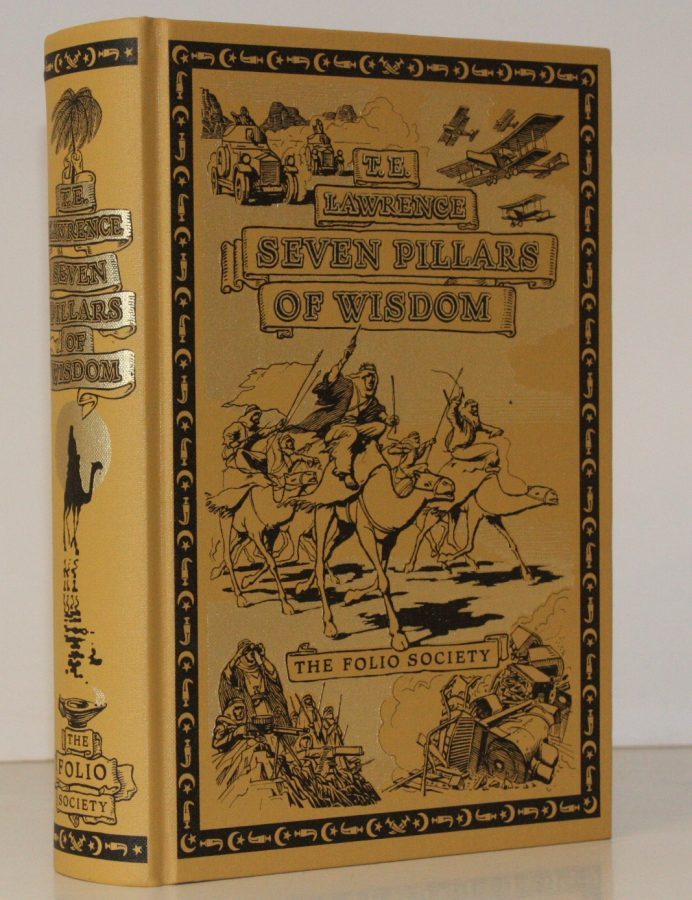 T. E.
LAWRENCE
SEVEN
PILLARS
OF
WISDOM
THE
FOLIO
SOCIETY
T. E.
LAWRENCE
SEVEN PILLARS
OF WISDOM
THE FOLIO SOCIETY